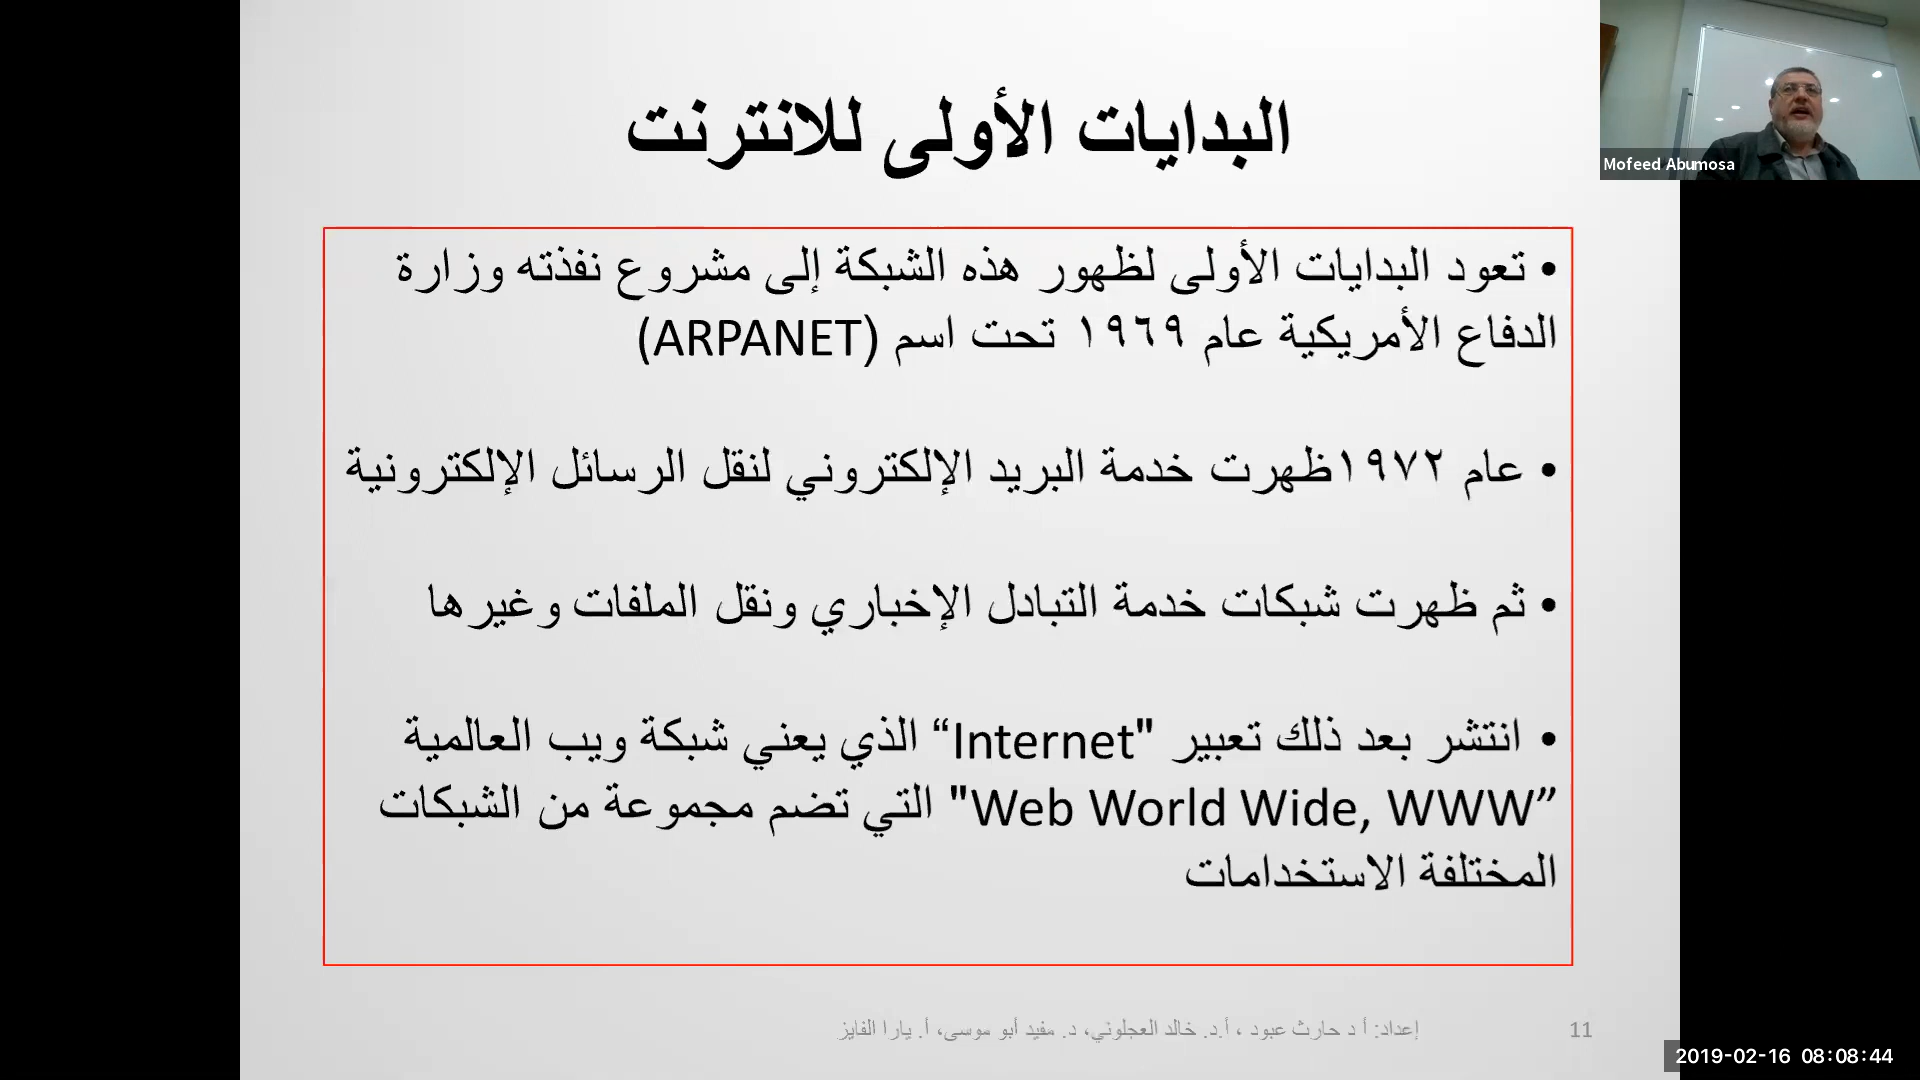 البدايات الأولى للانترنت
Mofeed Abumosa
• تعود البدايات الأولى لظهور هذه الشبكة إلى مشروع نفذته وزارة
الدفاع الأمريكية عام ١٩٦٩ تحت اسم (ARPANET)
• عام ١٩٧٢ظهرت خدمة البريد الإلكتروني لنقل الرسائل الإلكترونية
• ثم ظهرت شبكات خدمة التبادل الإخباري ونقل الملفات وغيرها
• انتشر بعد ذلك تعبير "Internet“ الذي يعني شبكة ويب العالمية
”Web World Wide, WWW" التي تضم مجموعة من الشبكات
المختلفة الاستخدامات
إعداد: أ د حارث عبود ، أ.د. خالد العجلوني، د. مفيد أبو موسى، أ. يارا الفايز
11
2019-02-16 08:08:44